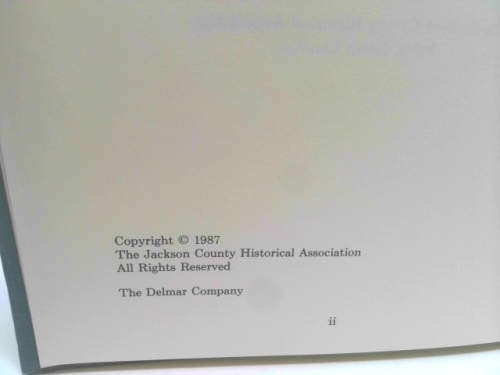 Copyright © 1987
The Jackson County Historical Association
All Rights Reserved
The Delmar Company
ii